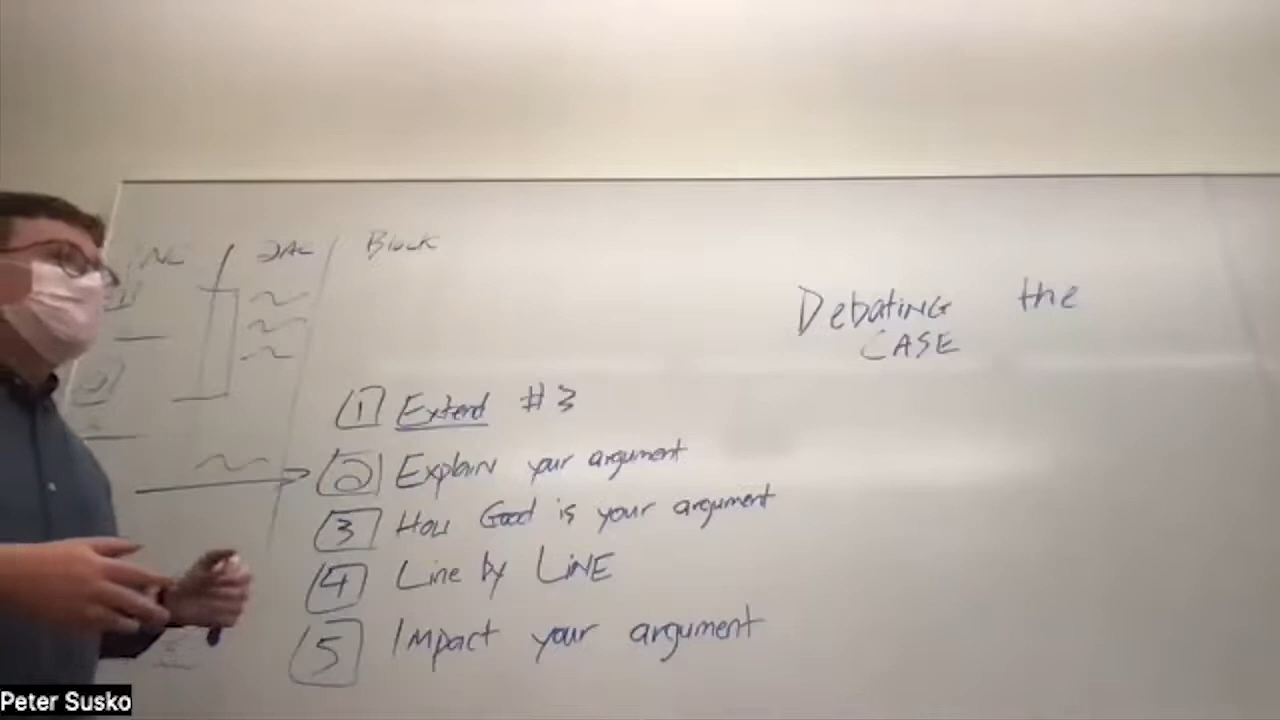 1NC / 2AC / Block
Debating the
CASE
1 Extend #3
2 Explain your argument
3 How Good is your argument
4 Line by Line
5 Impact your argument
Peter Susko